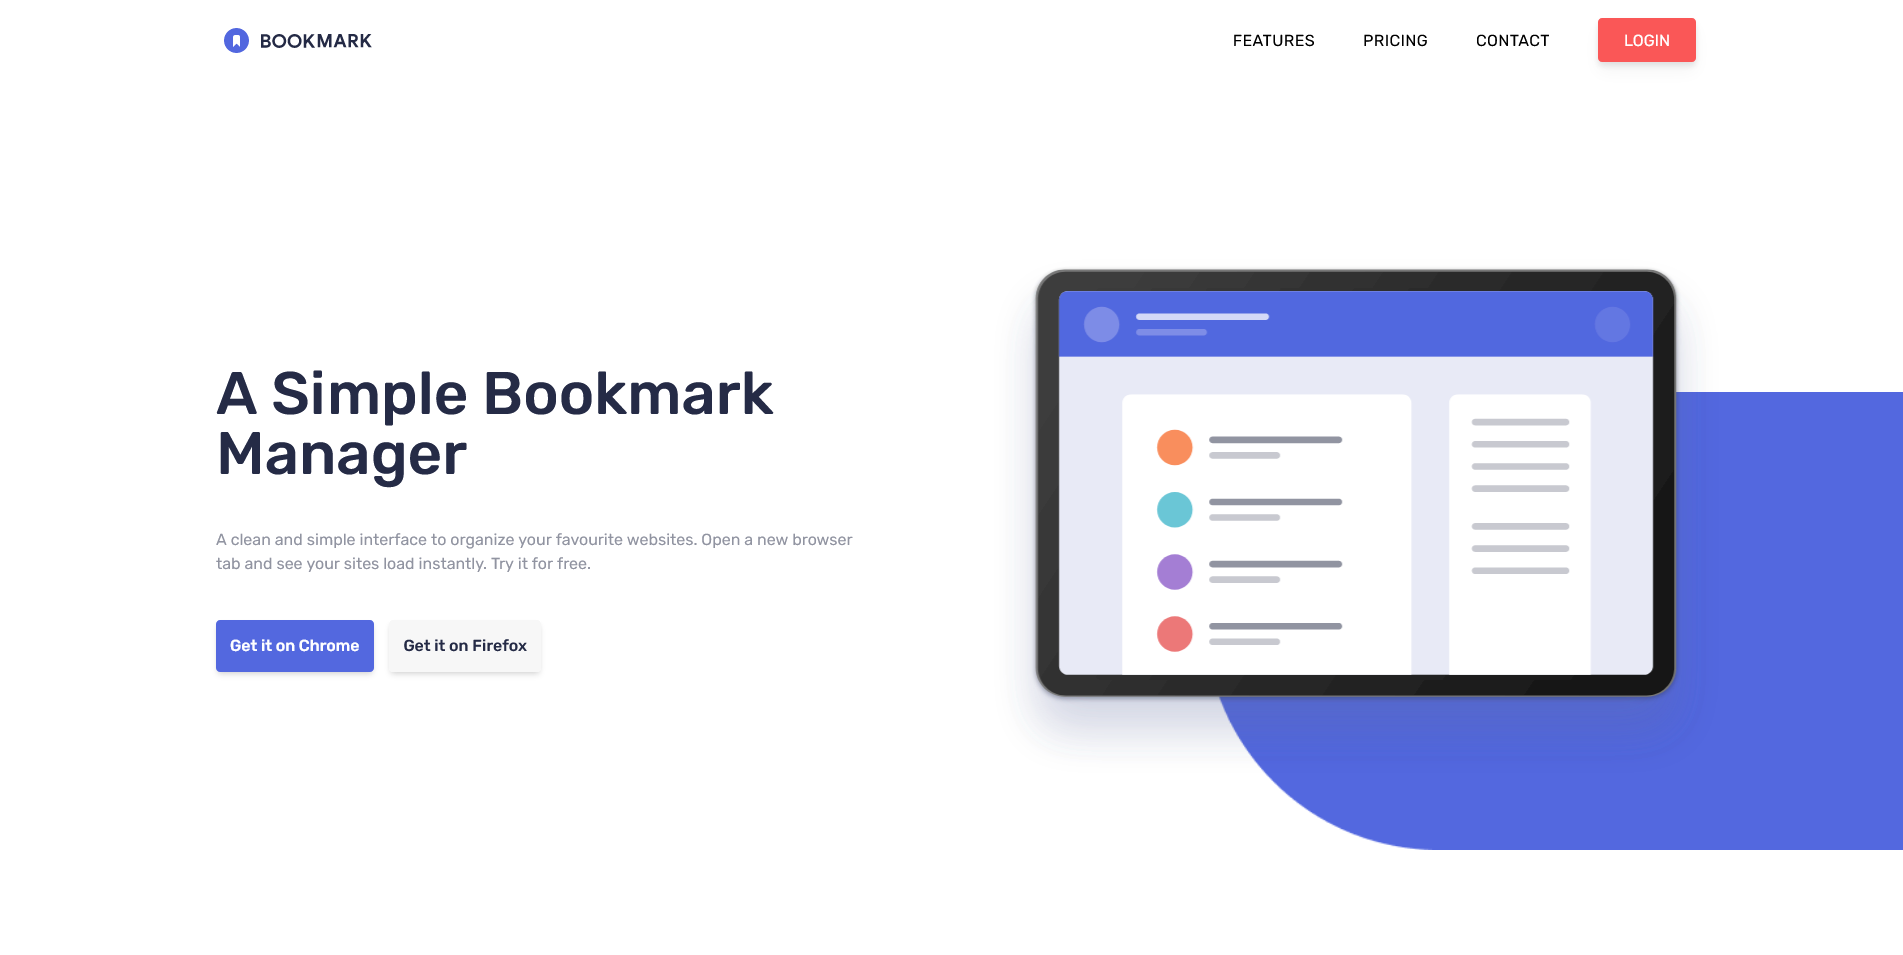 BOOKMARK
FEATURES
PRICING
CONTACT
LOGIN
A Simple Bookmark
Manager
A clean and simple interface to organize your favourite websites. Open a new browser
tab and see your sites load instantly. Try it for free.
Get it on Chrome
Get it on Firefox